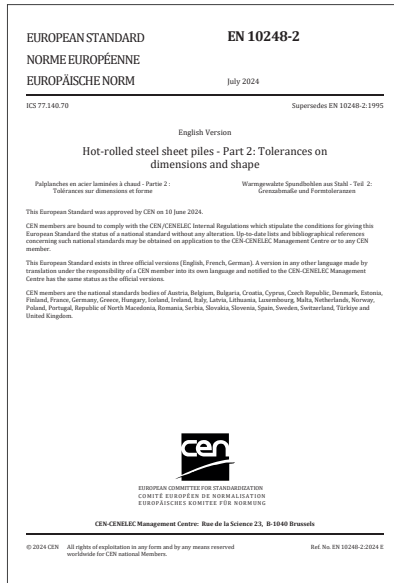 EUROPEAN STANDARD
NORME EUROPÉENNE
EUROPÄISCHE NORM
EN 10248-2
July 2024
ICS 77.140.70
Supersedes EN 10248-2:1995
English Version
Hot-rolled steel sheet piles - Part 2: Tolerances on
dimensions and shape
Palplanches en acier laminées à chaud - Partie 2 :
Tolérances sur dimensions et forme
Warmgewalzte Spundbohlen aus Stahl - Teil 2:
Grenzabmaße und Formtoleranzen
This European Standard was approved by CEN on 10 June 2024.
CEN members are bound to comply with the CEN/CENELEC Internal Regulations which stipulate the conditions for giving this
European Standard the status of a national standard without any alteration. Up-to-date lists and bibliographical references
concerning such national standards may be obtained on application to the CEN-CENELEC Management Centre or to any CEN
member.
This European Standard exists in three official versions (English, French, German). A version in any other language made by
translation under the responsibility of a CEN member into its own language and notified to the CEN-CENELEC Management
Centre has the same status as the official versions.
CEN members are the national standards bodies of Austria, Belgium, Bulgaria, Croatia, Cyprus, Czech Republic, Denmark, Estonia,
Finland, France, Germany, Greece, Hungary, Iceland, Ireland, Italy, Latvia, Lithuania, Luxembourg, Malta, Netherlands, Norway,
Poland, Portugal, Republic of North Macedonia, Romania, Serbia, Slovakia, Slovenia, Spain, Sweden, Switzerland, Türkiye and
United Kingdom.
cen
EUROPEAN COMMITTEE FOR STANDARDIZATION
COMITÉ EUROPÉEN DE NORMALISATION
EUROPÄISCHES KOMITEE FÜR NORMUNG
CEN-CENELEC Management Centre: Rue de la Science 23, B-1040 Brussels
© 2024 CEN All rights of exploitation in any form and by any means reserved
worldwide for CEN national Members.
Ref. No. EN 10248-2:2024 E